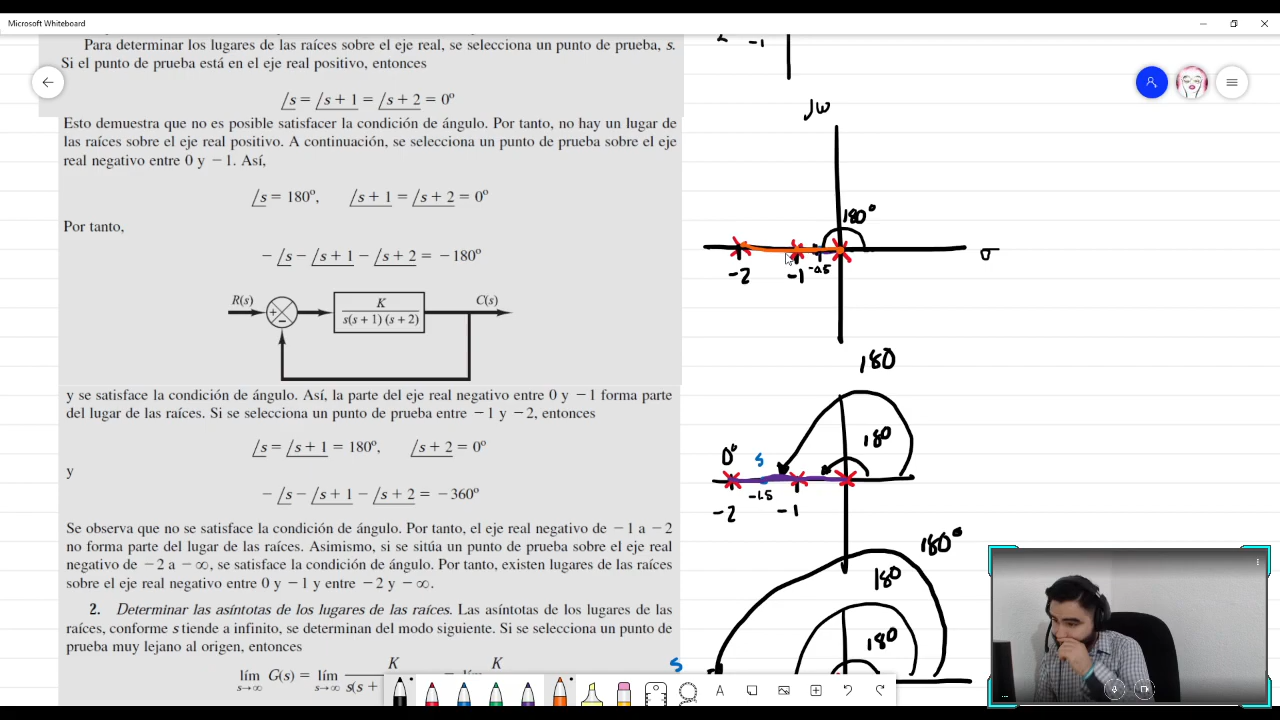 Microsoft Whiteboard
Para determinar los lugares de las raíces sobre el eje real, se selecciona un punto de prueba, s.
Si el punto de prueba está en el eje real positivo, entonces
/s = /s + 1 = /s + 2 = 0°
Esto demuestra que no es posible satisfacer la condición de ángulo. Por tanto, no hay un lugar de
las raíces sobre el eje real positivo. A continuación, se selecciona un punto de prueba sobre el eje
real negativo entre 0 y −1. Así,
/s = 180°, /s + 1 = /s + 2 = 0°
Por tanto,
− /s − /s + 1 − /s + 2 = −180°
R(s)
+
−
K
s(s + 1) (s + 2)
C(s)
y se satisface la condición de ángulo. Así, la parte del eje real negativo entre 0 y −1 forma parte
del lugar de las raíces. Si se selecciona un punto de prueba entre −1 y −2, entonces
/s = /s + 1 = 180°, /s + 2 = 0°
y
− /s − /s + 1 − /s + 2 = −360°
Se observa que no se satisface la condición de ángulo. Por tanto, el eje real negativo de −1 a −2
no forma parte del lugar de las raíces. Asimismo, si se sitúa un punto de prueba sobre el eje real
negativo de −2 a −∞, se satisface la condición de ángulo. Por tanto, existen lugares de las raíces
sobre el eje real negativo entre 0 y −1 y entre −2 y −∞.
2. Determinar las asíntotas de los lugares de las raíces. Las asíntotas de los lugares de las
raíces, conforme s tiende a infinito, se determinan del modo siguiente. Si se selecciona un punto de
prueba muy lejano al origen, entonces
lím G(s) = lím K = lím K
s→∞ s→∞ s(s + s→∞
-1
jw
180°
σ
-2 -1 -0.5
180
180
0° s
-1.5
-2 -1
180°
180
180
s
A